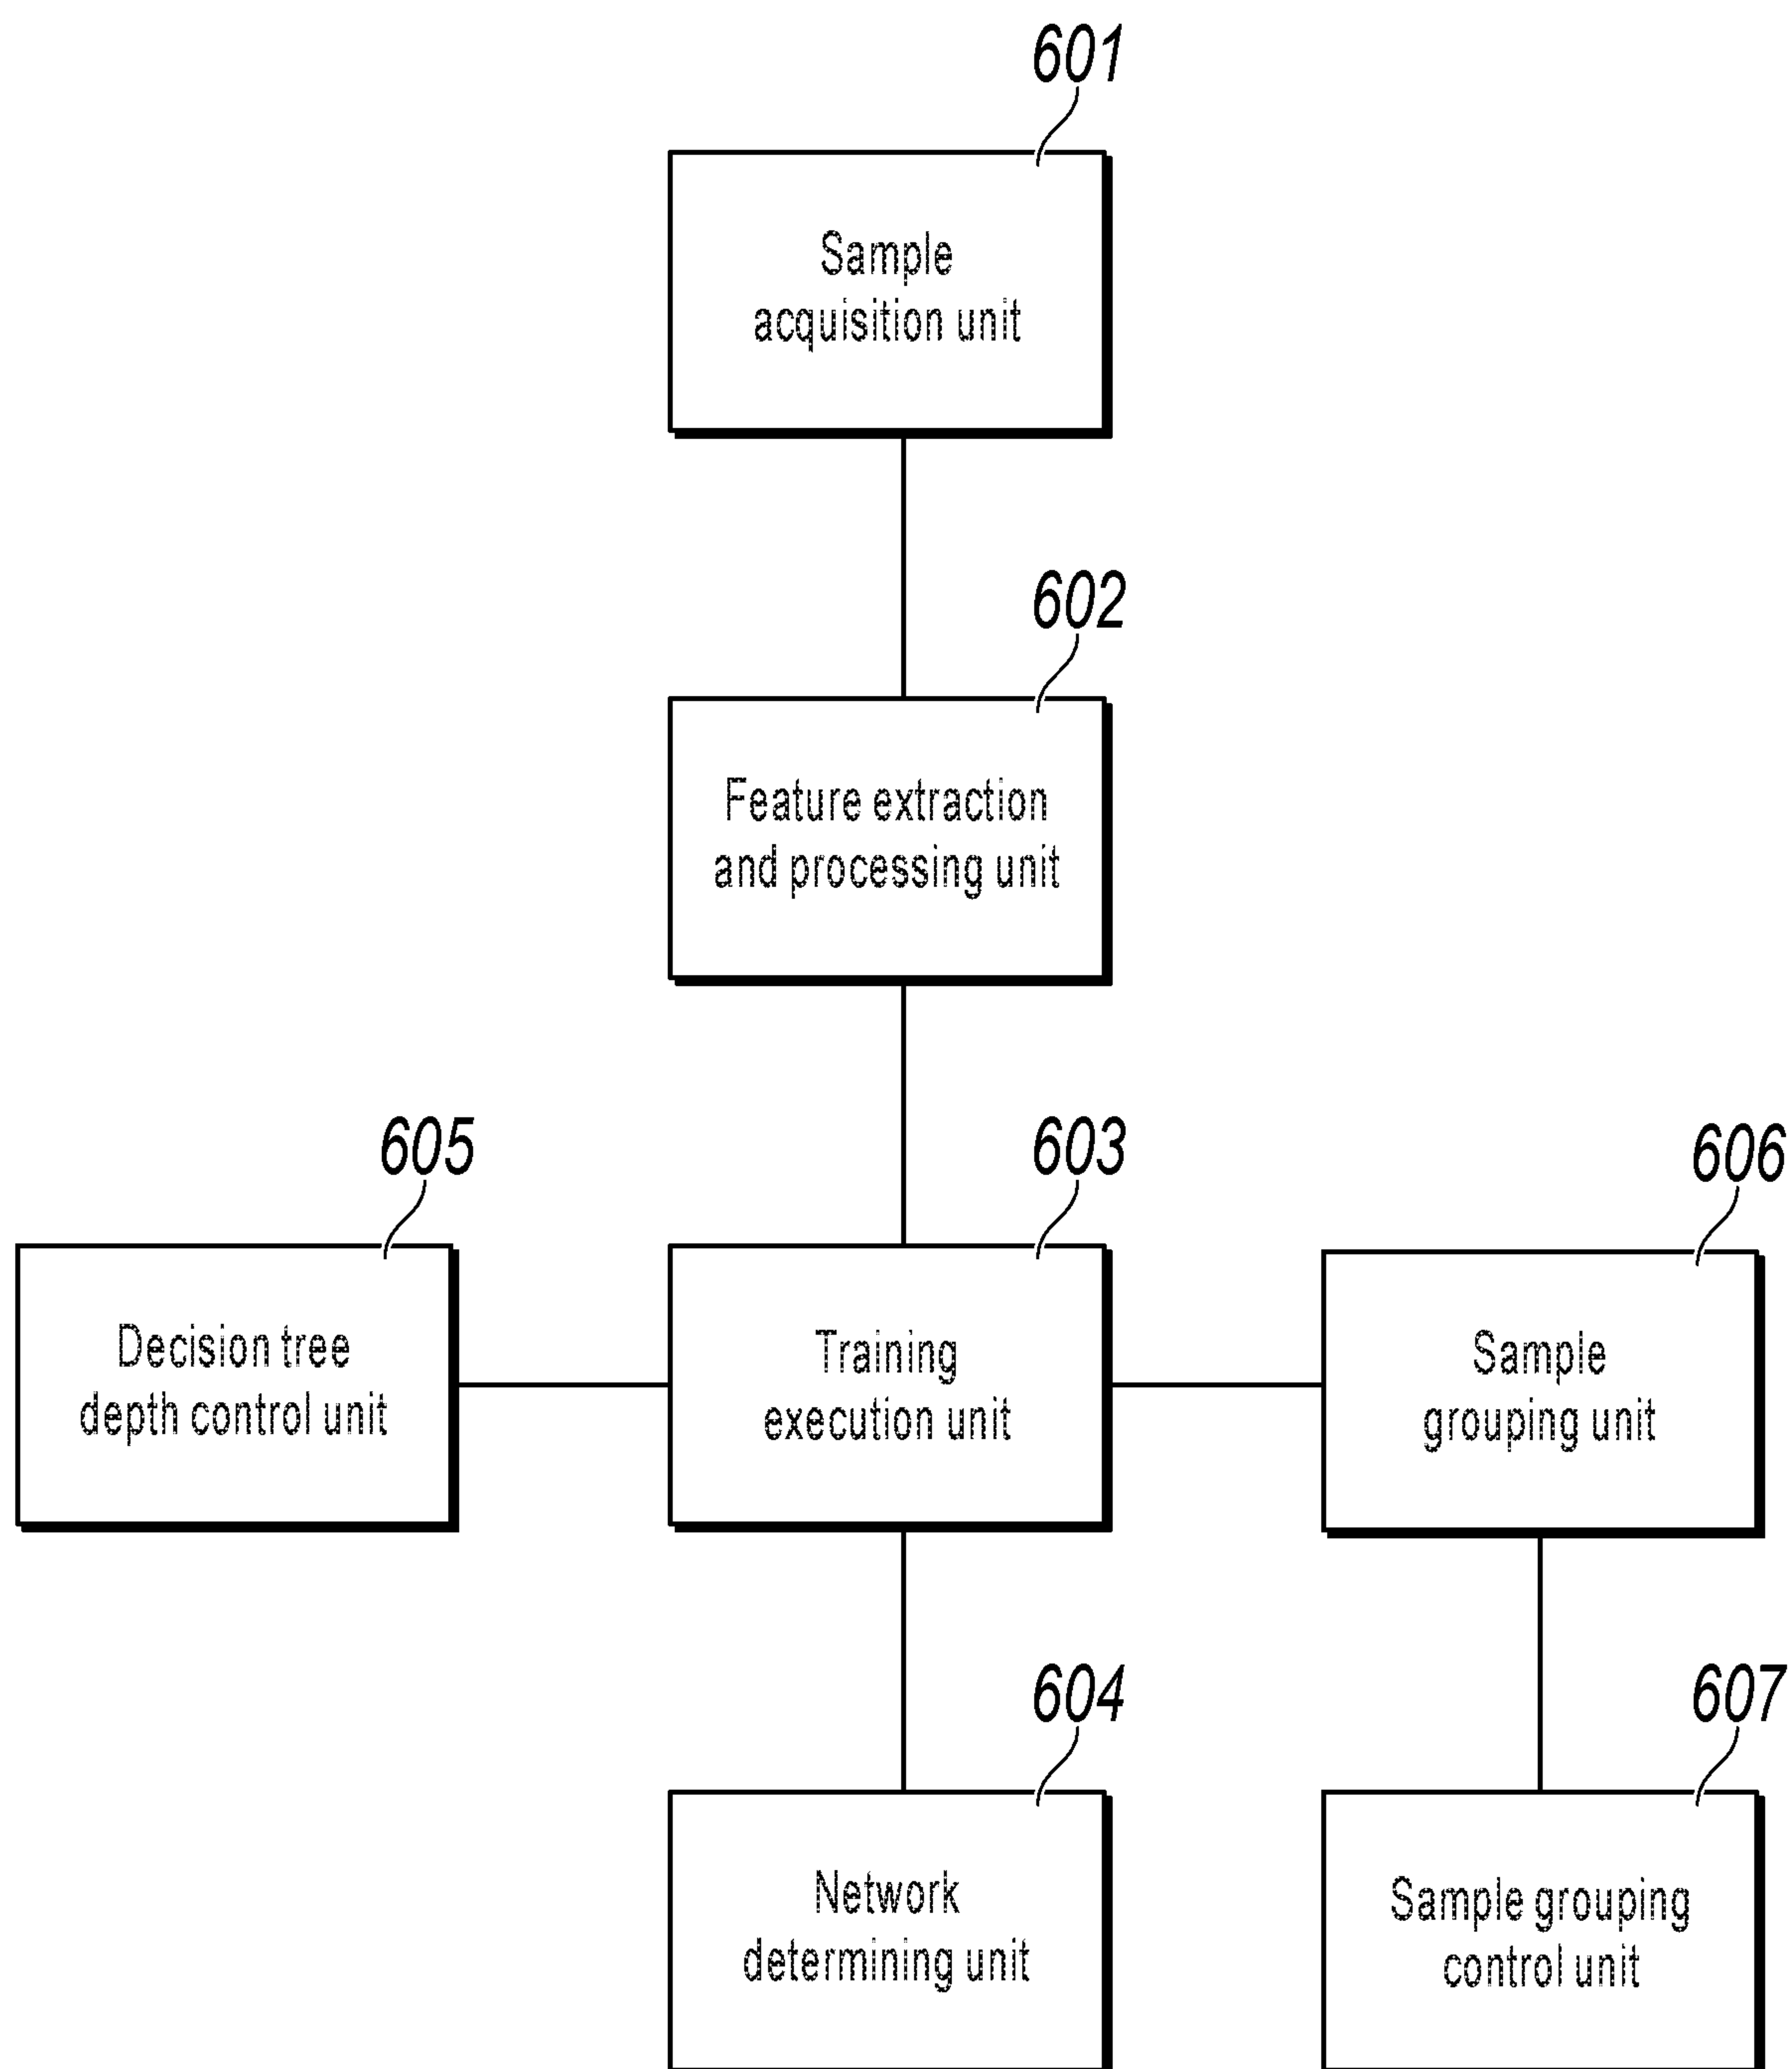 601
Sample
acquisition unit
602
Feature extraction
and processing unit
605
Decision tree
depth control unit
603
Training
execution unit
606
Sample
grouping unit
604
Network
determining unit
607
Sample grouping
control unit